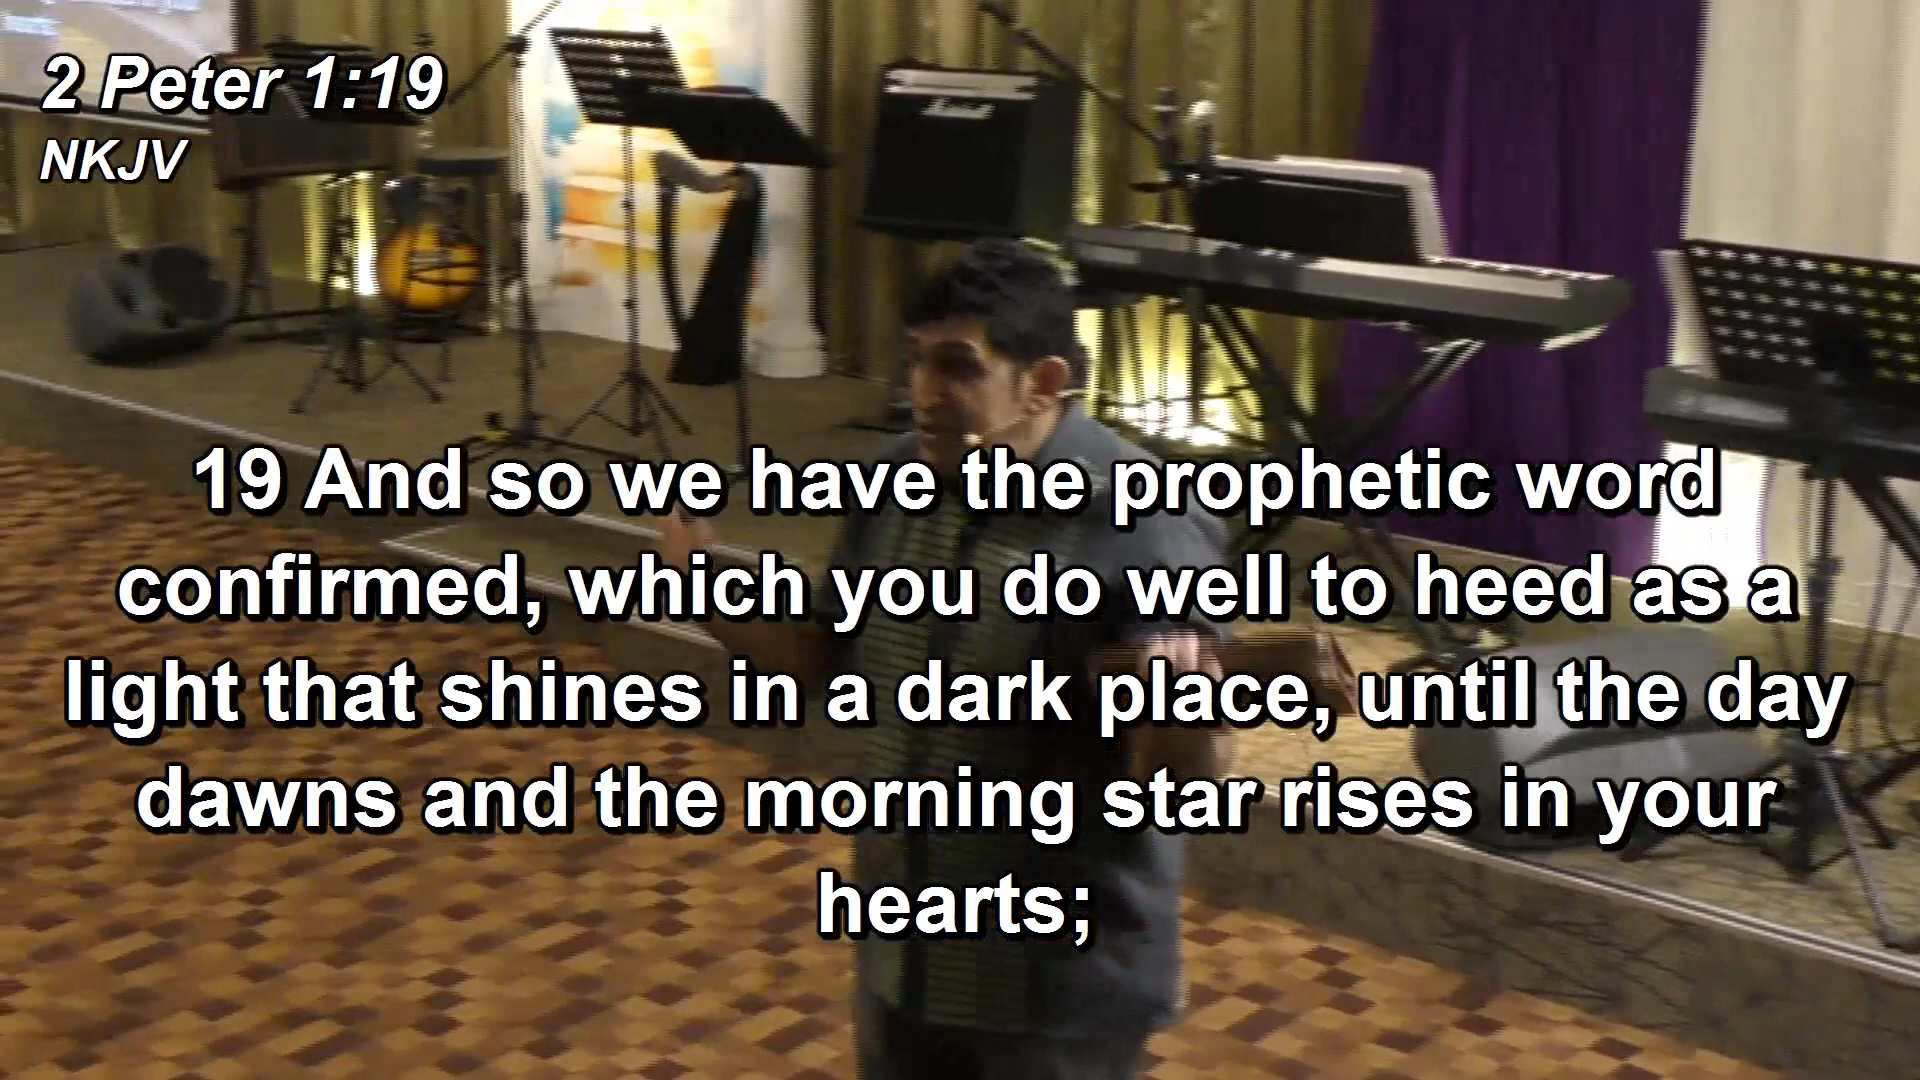 2 Peter 1:19
NKJV
19 And so we have the prophetic word
confirmed, which you do well to heed as a
light that shines in a dark place, until the day
dawns and the morning star rises in your
hearts;